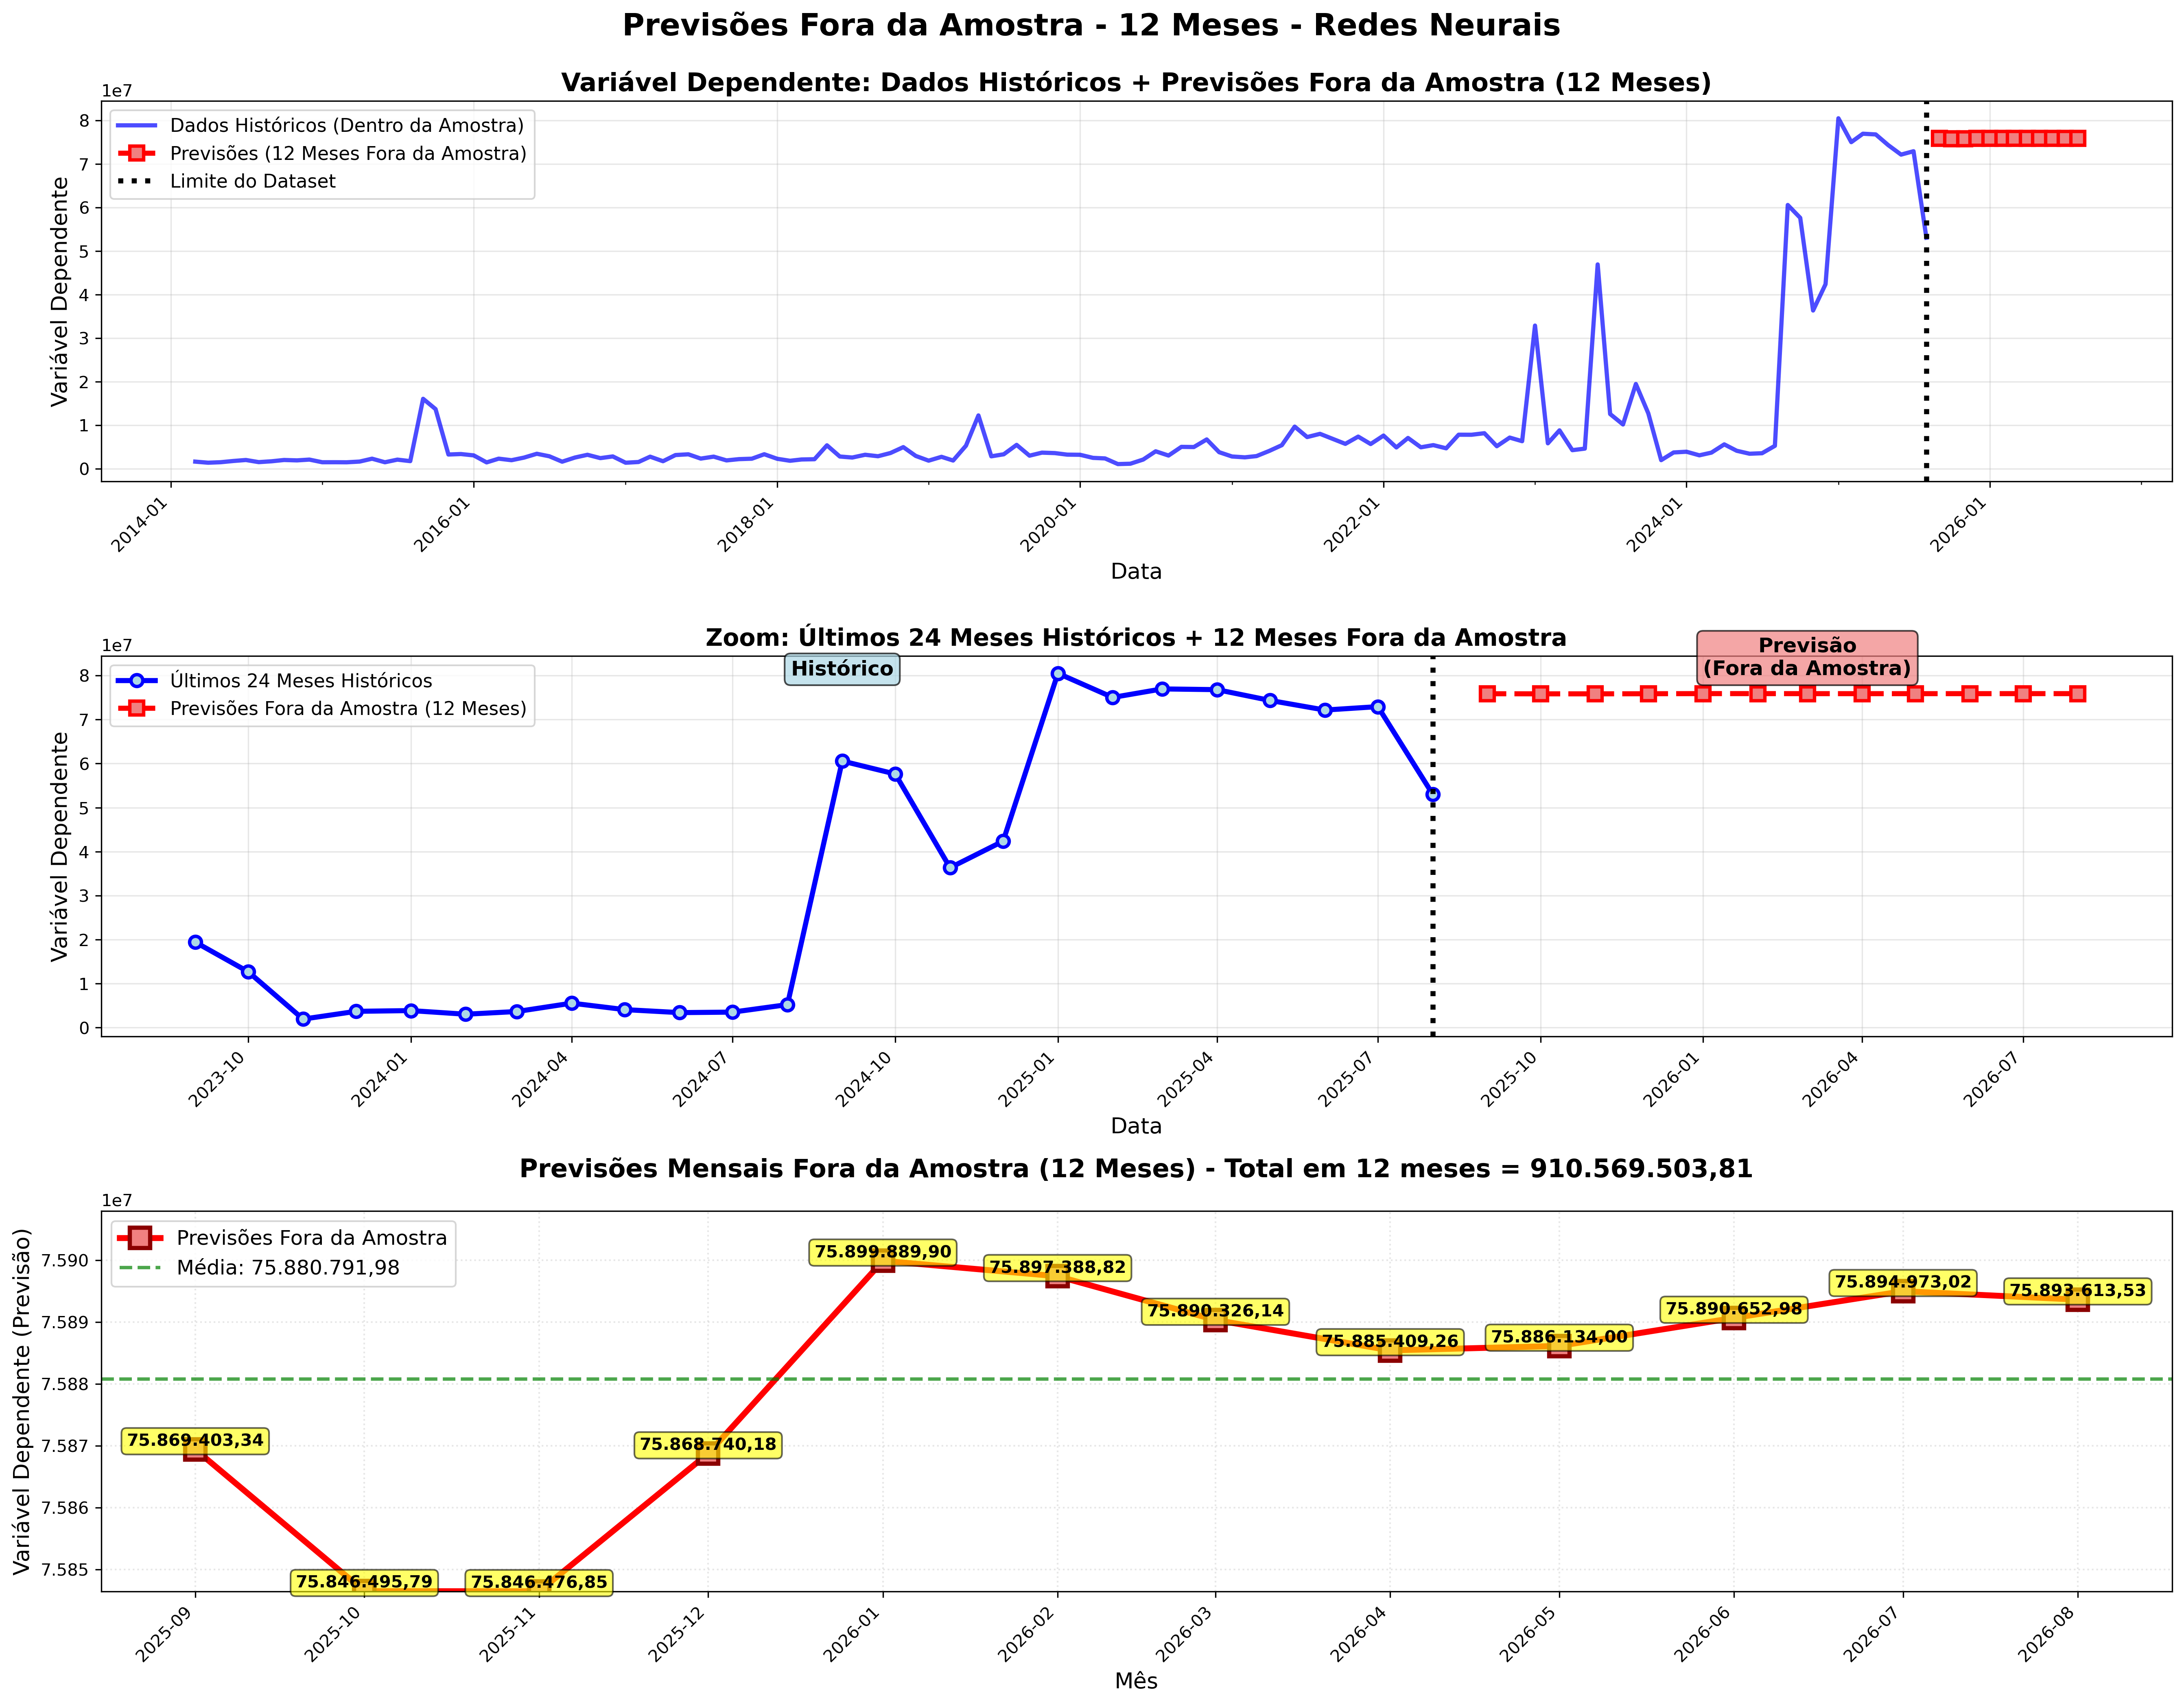 Previsões Fora da Amostra - 12 Meses - Redes Neurais
Variável Dependente: Dados Históricos + Previsões Fora da Amostra (12 Meses)
1e7
Dados Históricos (Dentro da Amostra)
Previsões (12 Meses Fora da Amostra)
Limite do Dataset
Variável Dependente
8
7
6
5
4
3
2
1
0
2014-01
2016-01
2018-01
2020-01
2022-01
2024-01
2026-01
Data
Zoom: Últimos 24 Meses Históricos + 12 Meses Fora da Amostra
1e7
Últimos 24 Meses Históricos
Previsões Fora da Amostra (12 Meses)
Histórico
Previsão
(Fora da Amostra)
Variável Dependente
8
7
6
5
4
3
2
1
0
2023-10
2024-01
2024-04
2024-07
2024-10
2025-01
2025-04
2025-07
2025-10
2026-01
2026-04
2026-07
Data
Previsões Mensais Fora da Amostra (12 Meses) - Total em 12 meses = 910.569.503,81
1e7
Previsões Fora da Amostra
Média: 75.880.791,98
Variável Dependente (Previsão)
7.590
7.589
7.588
7.587
7.586
7.585
75.869.403,34
75.846.495,79
75.846.476,85
75.868.740,18
75.899.889,90
75.897.388,82
75.890.326,14
75.885.409,26
75.886.134,00
75.890.652,98
75.894.973,02
75.893.613,53
2025-09
2025-10
2025-11
2025-12
2026-01
2026-02
2026-03
2026-04
2026-05
2026-06
2026-07
2026-08
Mês